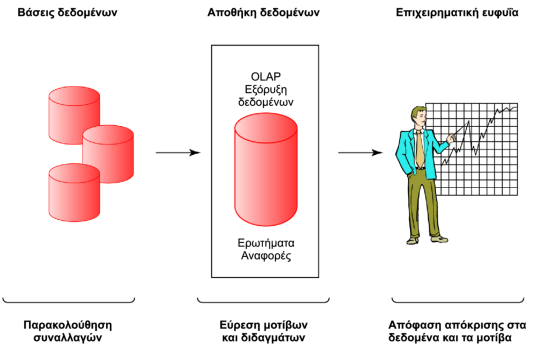 Βάσεις δεδομένων
Αποθήκη δεδομένων
Επιχειρηματική ευφυΐα
OLAP
Εξόρυξη
δεδομένων
Ερωτήματα
Αναφορές
Παρακολούθηση
συναλλαγών
Εύρεση μοτίβων
και διδαγμάτων
Απόφαση απόκρισης στα
δεδομένα και τα μοτίβα